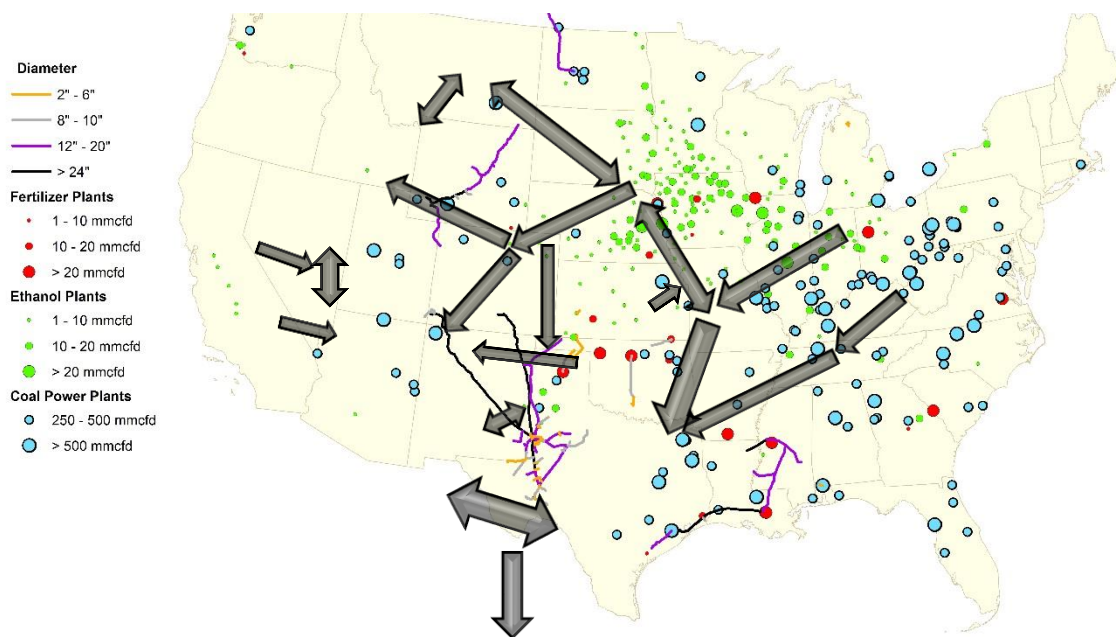 Diameter
2" - 6"
8" - 10"
12" - 20"
> 24"
Fertilizer Plants
1 - 10 mmcfd
10 - 20 mmcfd
> 20 mmcfd
Ethanol Plants
1 - 10 mmcfd
10 - 20 mmcfd
> 20 mmcfd
Coal Power Plants
250 - 500 mmcfd
> 500 mmcfd